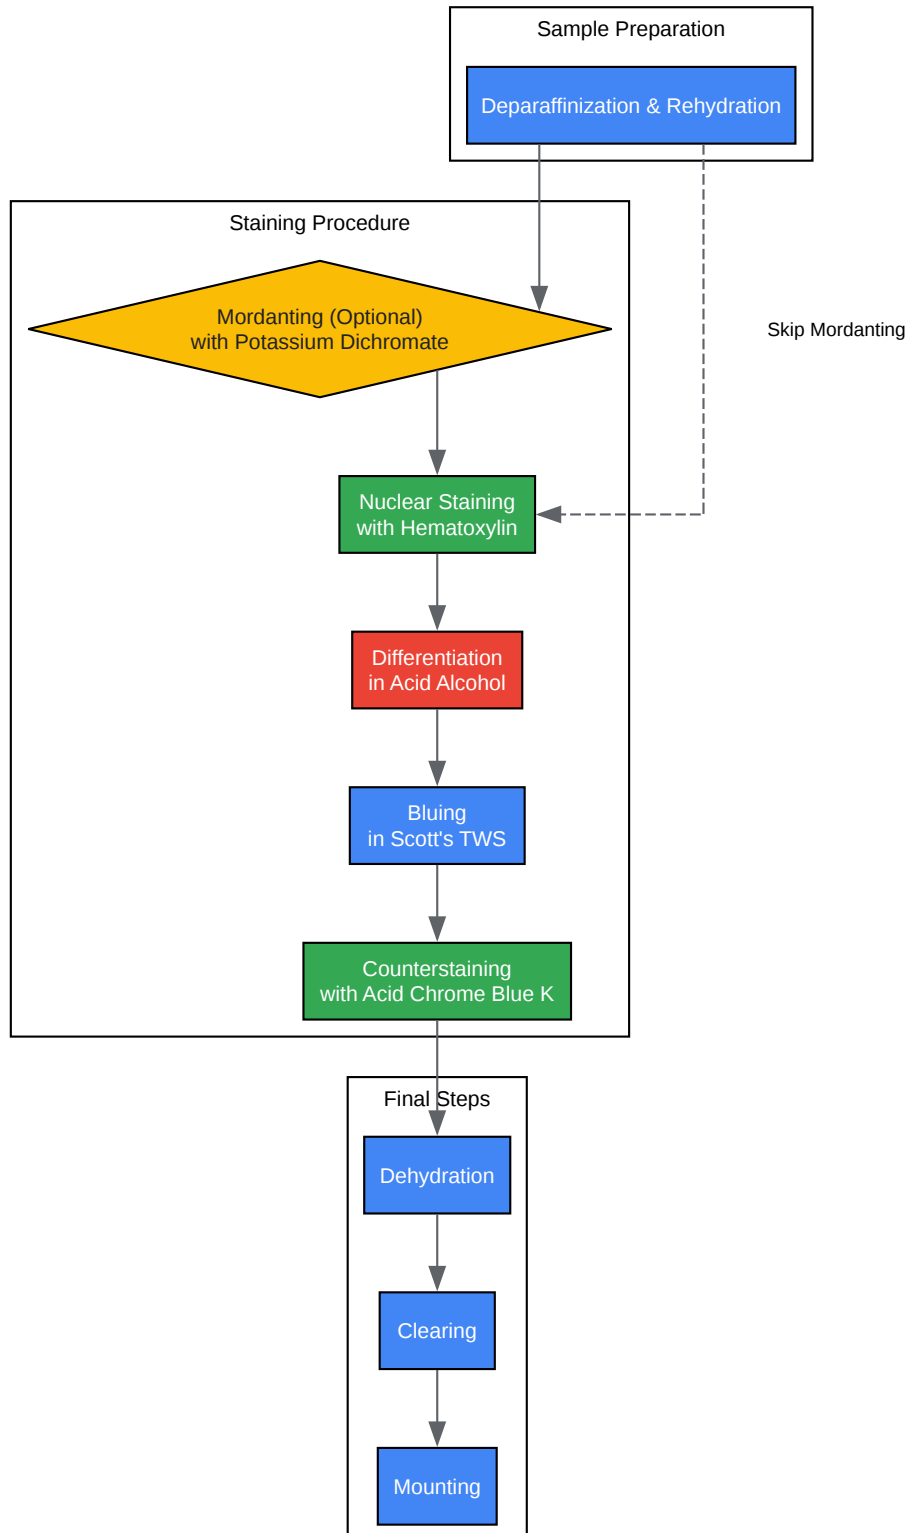 Sample Preparation
Deparaffinization & Rehydration
Staining Procedure
Mordanting (Optional)
with Potassium Dichromate
Skip Mordanting
Nuclear Staining
with Hematoxylin
Differentiation
in Acid Alcohol
Bluing
in Scott's TWS
Counterstaining
with Acid Chrome Blue K
Final Steps
Dehydration
Clearing
Mounting